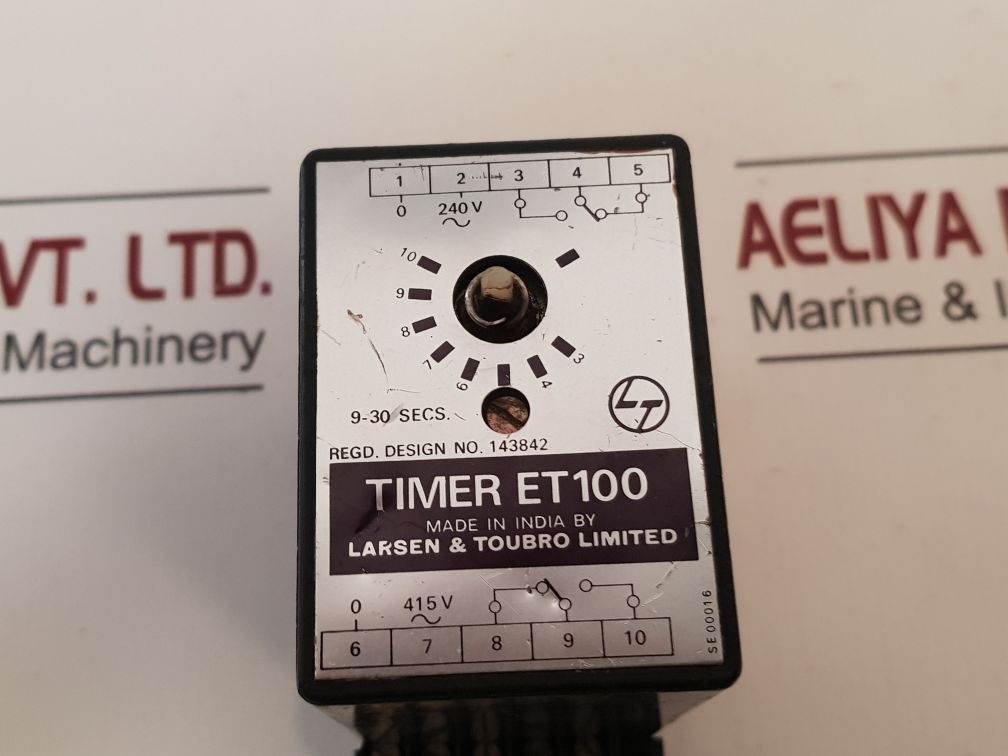 1 2 3 4 5
0 240 V
10
9
8
7
6
4
3
9-30 SECS.
LT
REGD. DESIGN NO. 143842
TIMER ET100
MADE IN INDIA BY
LARSEN & TOUBRO LIMITED
0 415 V
6 7 8 9 10
SE00016
VT. LTD.
Machinery
AELIYA
Marine &